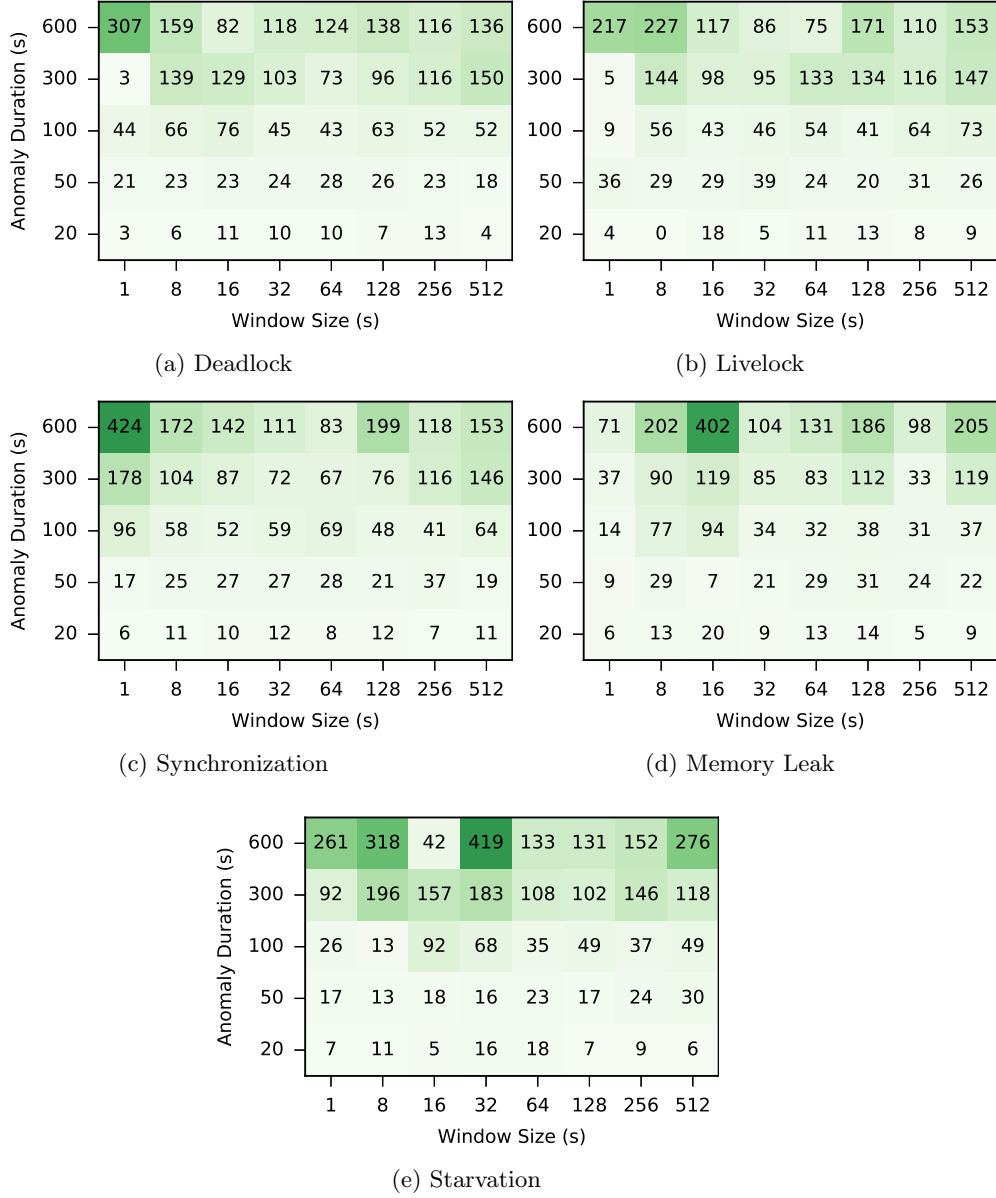 600 307 159 82 118 124 138 116 136
300 3 139 129 103 73 96 116 150
100 44 66 76 45 43 63 52 52
50 21 23 23 24 28 26 23 18
20 3 6 11 10 10 7 13 4
1 8 16 32 64 128 256 512
Window Size (s)
Anomaly Duration (s)
(a) Deadlock
600 217 227 117 86 75 171 110 153
300 5 144 98 95 133 134 116 147
100 9 56 43 46 54 41 64 73
50 36 29 29 39 24 20 31 26
20 4 0 18 5 11 13 8 9
1 8 16 32 64 128 256 512
Window Size (s)
(b) Livelock
600 424 172 142 111 83 199 118 153
300 178 104 87 72 67 76 116 146
100 96 58 52 59 69 48 41 64
50 17 25 27 27 28 21 37 19
20 6 11 10 12 8 12 7 11
1 8 16 32 64 128 256 512
Window Size (s)
Anomaly Duration (s)
(c) Synchronization
600 71 202 402 104 131 186 98 205
300 37 90 119 85 83 112 33 119
100 14 77 94 34 32 38 31 37
50 9 29 7 21 29 31 24 22
20 6 13 20 9 13 14 5 9
1 8 16 32 64 128 256 512
Window Size (s)
(d) Memory Leak
600 261 318 42 419 133 131 152 276
300 92 196 157 183 108 102 146 118
100 26 13 92 68 35 49 37 49
50 17 13 18 16 23 17 24 30
20 7 11 5 16 18 7 9 6
1 8 16 32 64 128 256 512
Window Size (s)
Anomaly Duration (s)
(e) Starvation